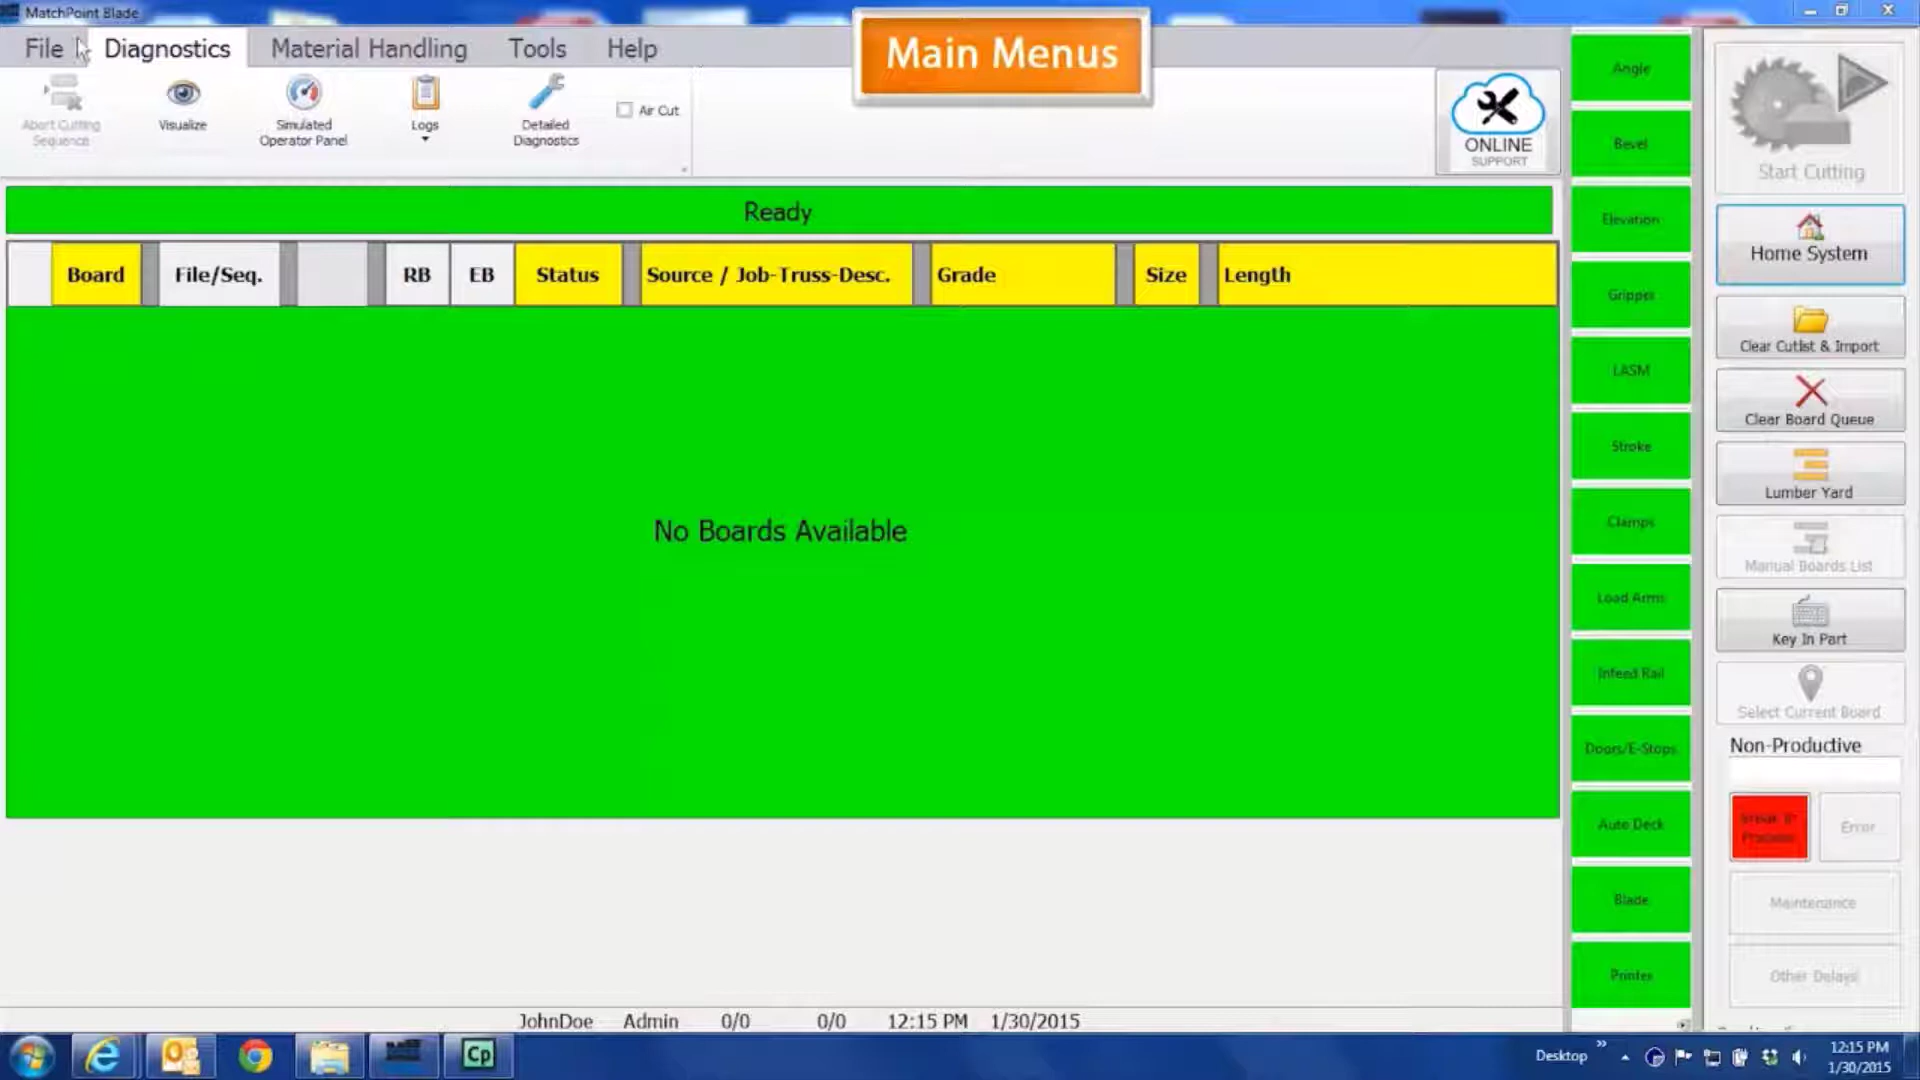 MatchPoint Blade
File Diagnostics Material Handling Tools Help
Main Menus
Abort Cutting
Sequence
Visualize
Simulated
Operator Panel
Logs
Detailed
Diagnostics
Air Cut
ONLINE
SUPPORT
Ready
Board File/Seq. RB EB Status Source / Job-Truss-Desc. Grade Size Length
No Boards Available
Angle
Bevel
Elevation
Gripper
LASM
Stroke
Clamps
Load Arms
Infeed Rail
Doors/E-Stops
Auto Deck
Blade
Printer
Start Cutting
Home System
Clear Cutlist & Import
Clear Board Queue
Lumber Yard
Manual Boards List
Key In Part
Select Current Board
Non-Productive
Break In
Process
Error
Maintenance
Other Delays
JohnDoe Admin 0/0 0/0 12:15 PM 1/30/2015
Cp
Desktop
12:15 PM
1/30/2015